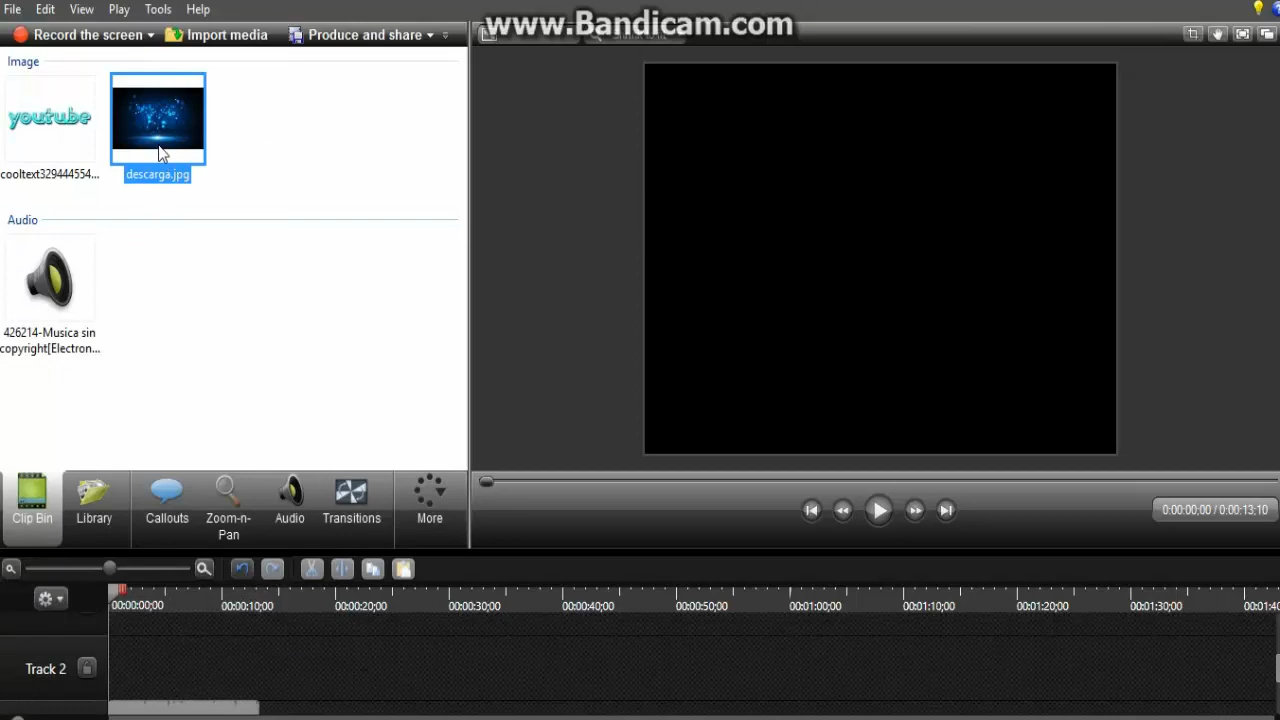 File Edit View Play Tools Help
www.Bandicam.com
Record the screen Import media Produce and share
Image
youtube
cooltext329444554... descarga.jpg
Audio
426214-Musica sin
copyright[Electron...
0:00:00;00 / 0:00:13;10
Clip Bin Library Callouts Zoom-n-
Pan Audio Transitions More
00:00:00;00 00:00:10;00 00:00:20;00 00:00:30;00 00:00:40;00 00:00:50;00 00:01:00;00 00:01:10;00 00:01:20;00 00:01:30;00 00:01:40
Track 2